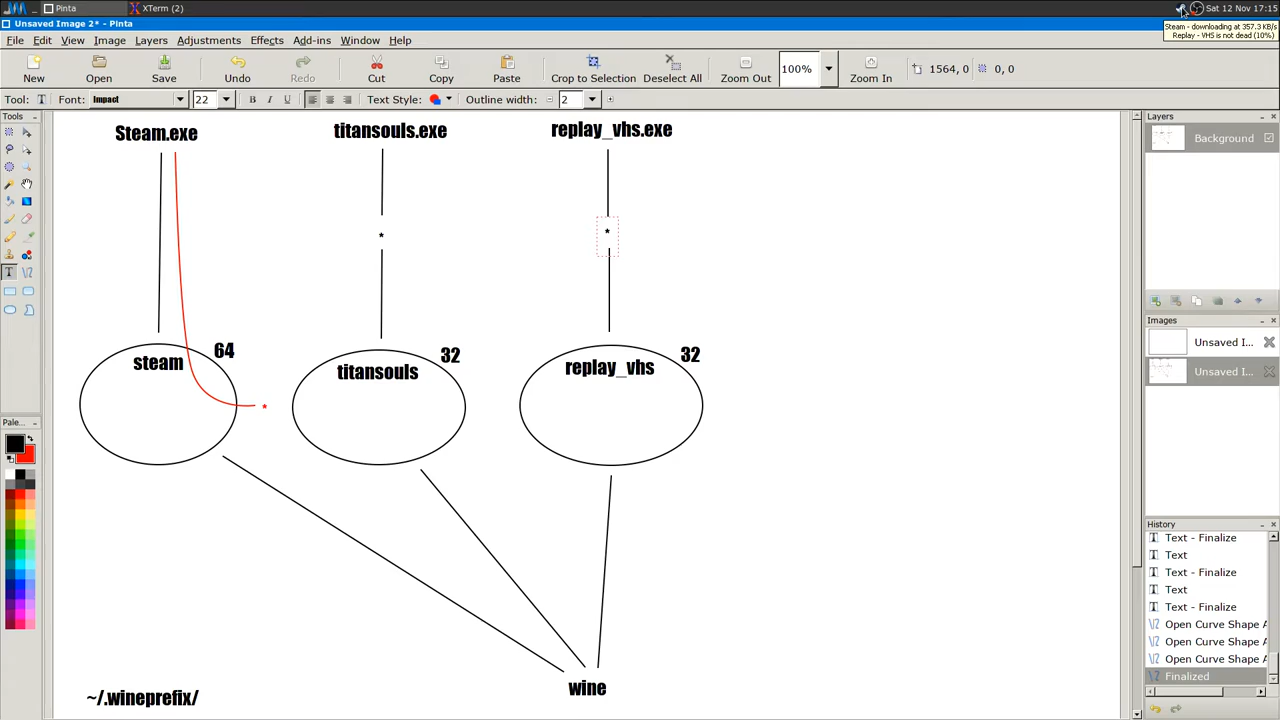 Pinta
XTerm (2)
Sat 12 Nov 17:15
Unsaved Image 2* - Pinta
Steam - downloading at 357.3 KB/s
Replay - VHS is not dead (10%)
File Edit View Image Layers Adjustments Effects Add-ins Window Help
New Open Save Undo Redo Cut Copy Paste Crop to Selection Deselect All Zoom Out 100% Zoom In 1564, 0 0, 0
Tool: T Font: Impact 22 B I U Text Style: Outline width: 2
Tools
Layers
Background
Steam.exe
titansouls.exe
replay_vhs.exe
*
*
Images
Unsaved I...
Unsaved I...
64
32
32
steam
titansouls
replay_vhs
*
Pale...
History
Text - Finalize
Text
Text - Finalize
Text
Text - Finalize
Open Curve Shape A
Open Curve Shape A
Open Curve Shape A
Finalized
wine
~/.wineprefix/